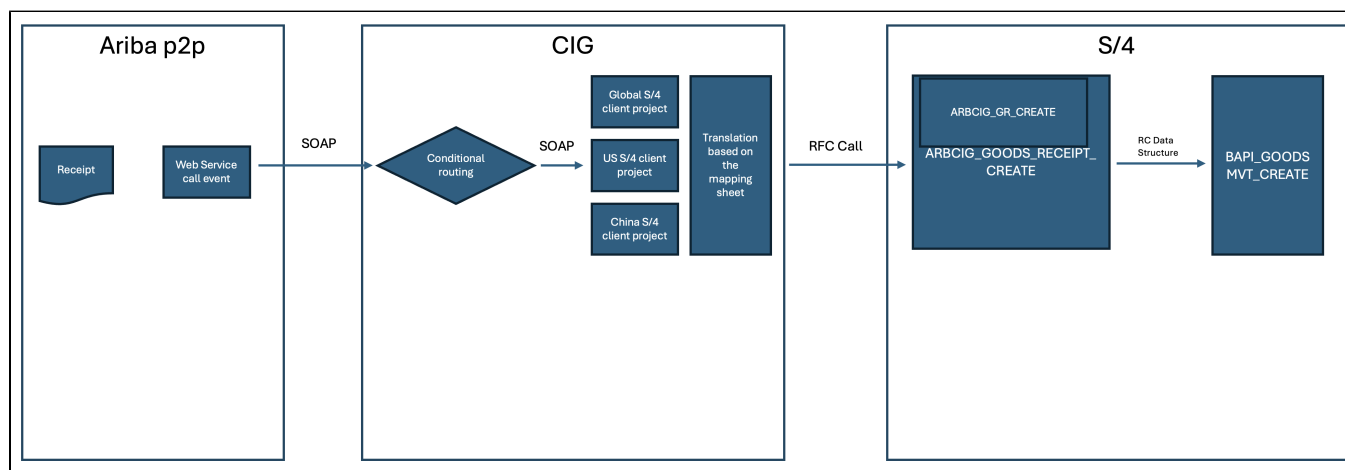 Ariba p2p
Receipt
Web Service
call event
SOAP
CIG
Conditional
routing
SOAP
Global S/4
client project
US S/4 client
project
China S/4
client project
Translation
based on
the
mapping
sheet
RFC Call
S/4
ARBCIG_GR_CREATE
ARBCIG_GOODS_RECEIPT_
CREATE
RC Data
Structure
BAPI_GOODS
MVT_CREATE